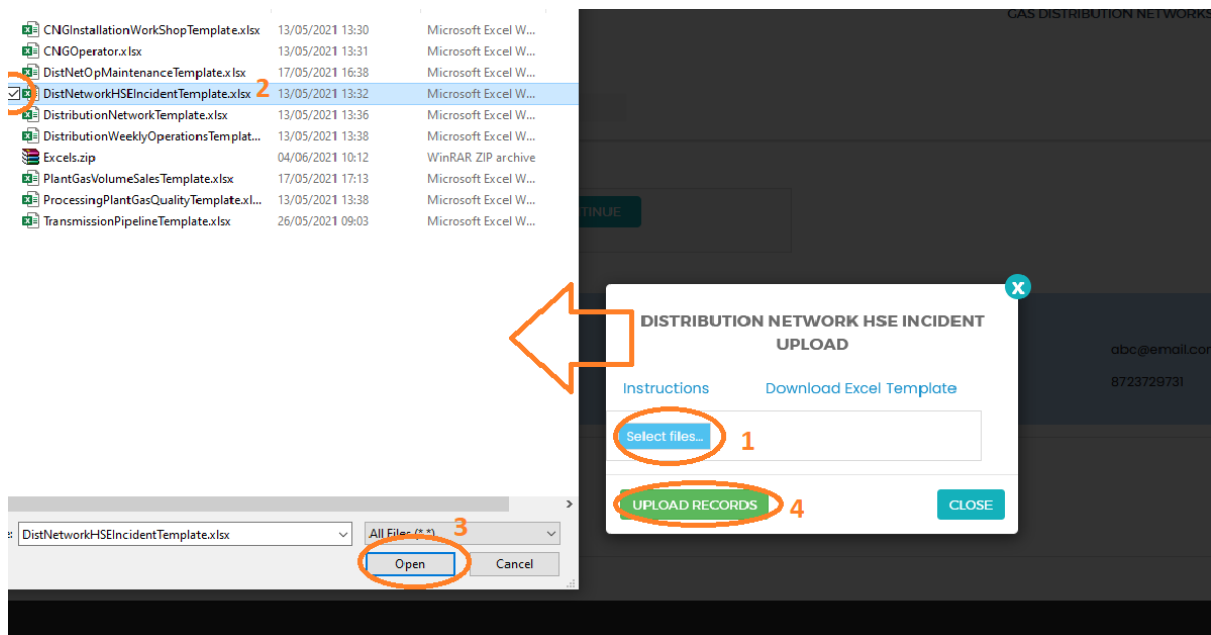 GAS DISTRIBUTION NETWORKS
CNGInstallationWorkShopTemplate.xlsx 13/05/2021 13:30 Microsoft Excel W...
CNGOperator.xlsx 13/05/2021 13:31 Microsoft Excel W...
DistNetOpMaintenanceTemplate.xlsx 17/05/2021 16:38 Microsoft Excel W...
DistNetworkHSEIncidentTemplate.xlsx 2 13/05/2021 13:32 Microsoft Excel W...
DistributionNetworkTemplate.xlsx 13/05/2021 13:36 Microsoft Excel W...
DistributionWeeklyOperationsTemplat... 13/05/2021 13:38 Microsoft Excel W...
Excels.zip 04/06/2021 10:12 WinRAR ZIP archive
PlantGasVolumeSalesTemplate.xlsx 17/05/2021 17:13 Microsoft Excel W...
ProcessingPlantGasQualityTemplate.xl... 13/05/2021 13:38 Microsoft Excel W...
TransmissionPipelineTemplate.xlsx 26/05/2021 09:03 Microsoft Excel W...
TINUE
X
DISTRIBUTION NETWORK HSE INCIDENT
UPLOAD
abc@email.com
Instructions Download Excel Template
8723729731
Select files... 1
UPLOAD RECORDS 4 CLOSE
DistNetworkHSEIncidentTemplate.xlsx All Files (*.*) 3
Open Cancel